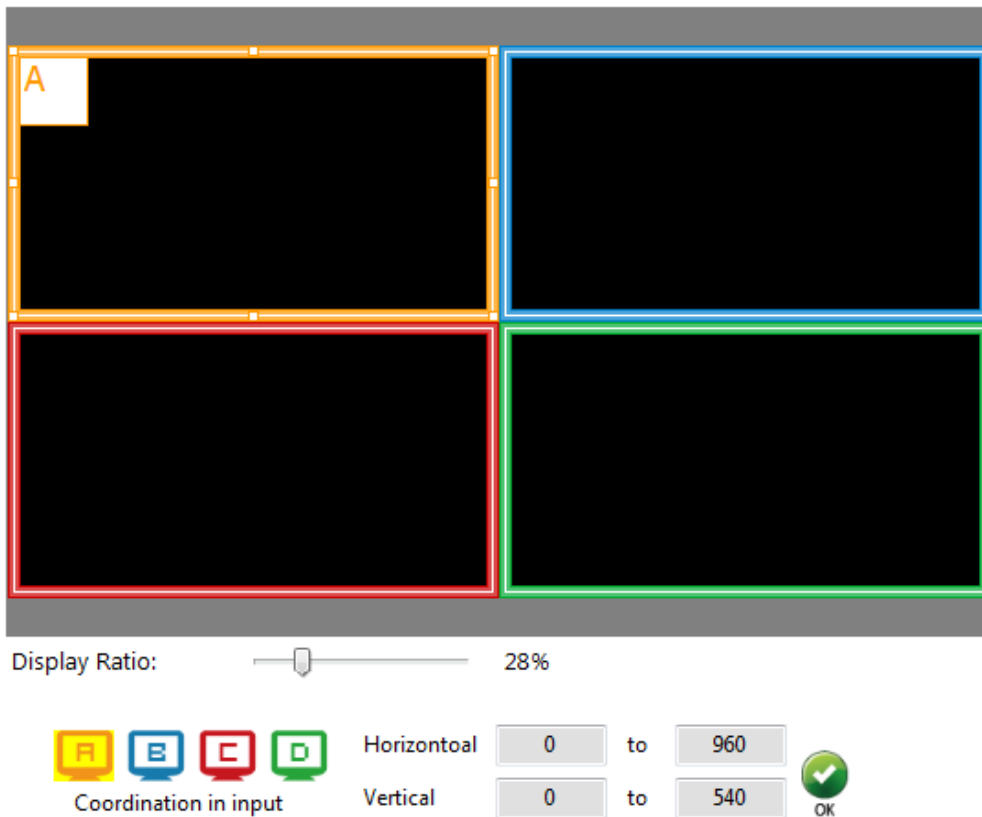 A
Display Ratio: 28%
A B C D Horizontoal 0 to 960
Coordination in input Vertical 0 to 540
OK